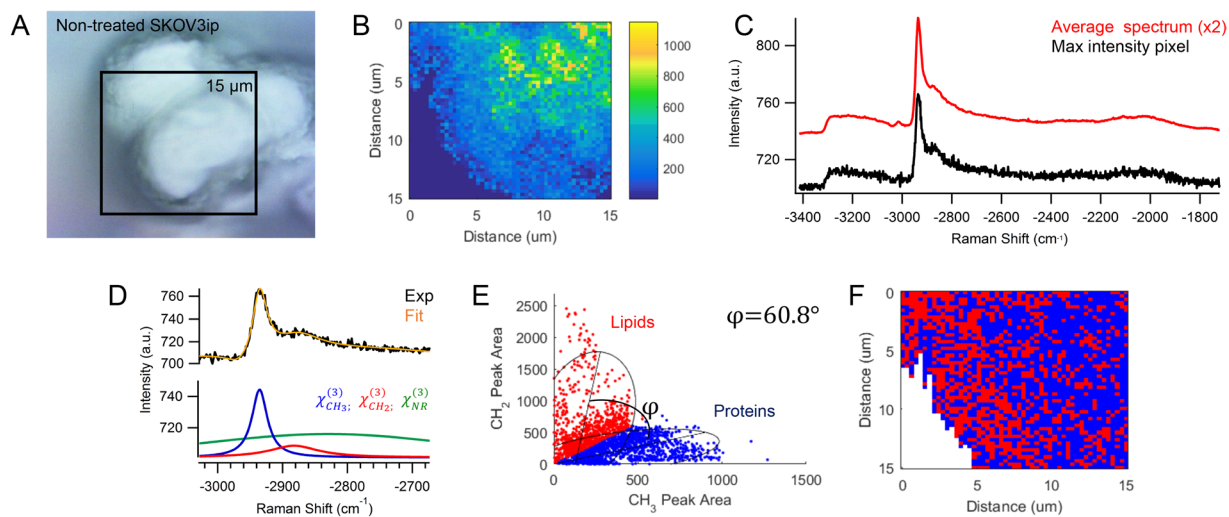 A
Non-treated SKOV3ip
15 µm
B
Distance (um)
0
5
10
15
0
5
10
15
Distance (um)
1000
800
600
400
200
C
Average spectrum (x2)
Max intensity pixel
Intensity (a.u.)
800
760
720
-3400
-3200
-3000
-2800
-2600
-2400
-2200
-2000
-1800
Raman Shift (cm-1)
D
Exp
Fit
Intensity (a.u.)
760
740
720
700
χ(3)CH3; χ(3)CH2; χ(3)NR
740
720
-3000
-2900
-2800
-2700
Raman Shift (cm-1)
E
φ=60.8°
Lipids
Proteins
φ
CH2 Peak Area
2500
2000
1500
1000
500
0
0
500
1000
1500
CH3 Peak Area
F
Distance (um)
0
5
10
15
0
5
10
15
Distance (um)